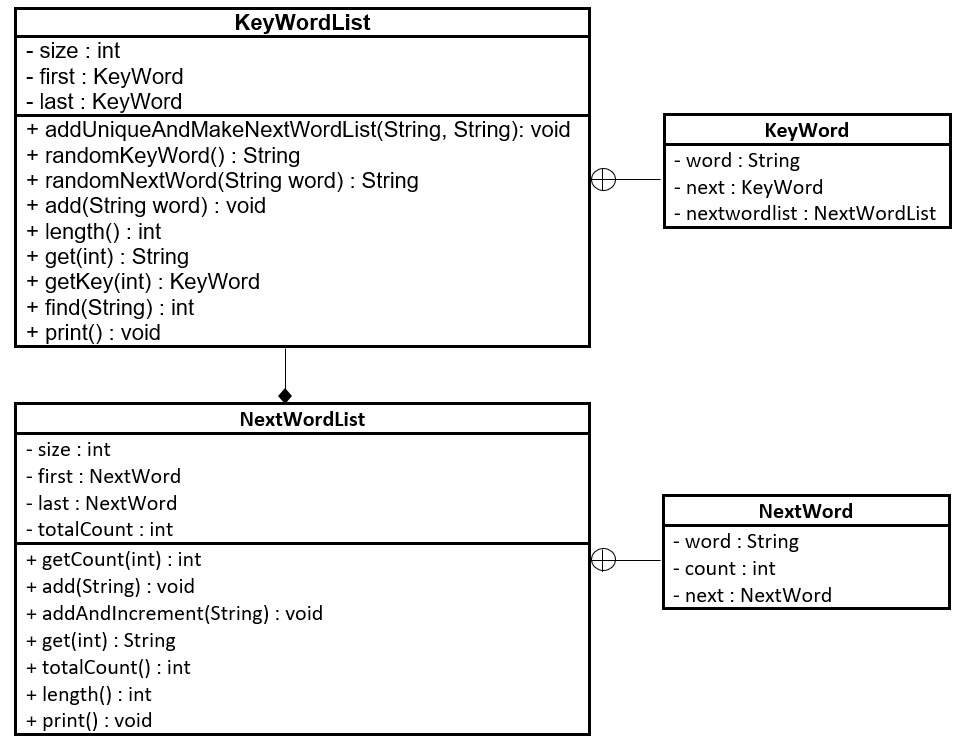 KeyWordList
- size : int
- first : KeyWord
- last : KeyWord
+ addUniqueAndMakeNextWordList(String, String): void
+ randomKeyWord() : String
+ randomNextWord(String word) : String
+ add(String word) : void
+ length() : int
+ get(int) : String
+ getKey(int) : KeyWord
+ find(String) : int
+ print() : void
KeyWord
- word : String
- next : KeyWord
- nextwordlist : NextWordList
NextWordList
- size : int
- first : NextWord
- last : NextWord
- totalCount : int
+ getCount(int) : int
+ add(String) : void
+ addAndIncrement(String) : void
+ get(int) : String
+ totalCount() : int
+ length() : int
+ print() : void
NextWord
- word : String
- count : int
- next : NextWord